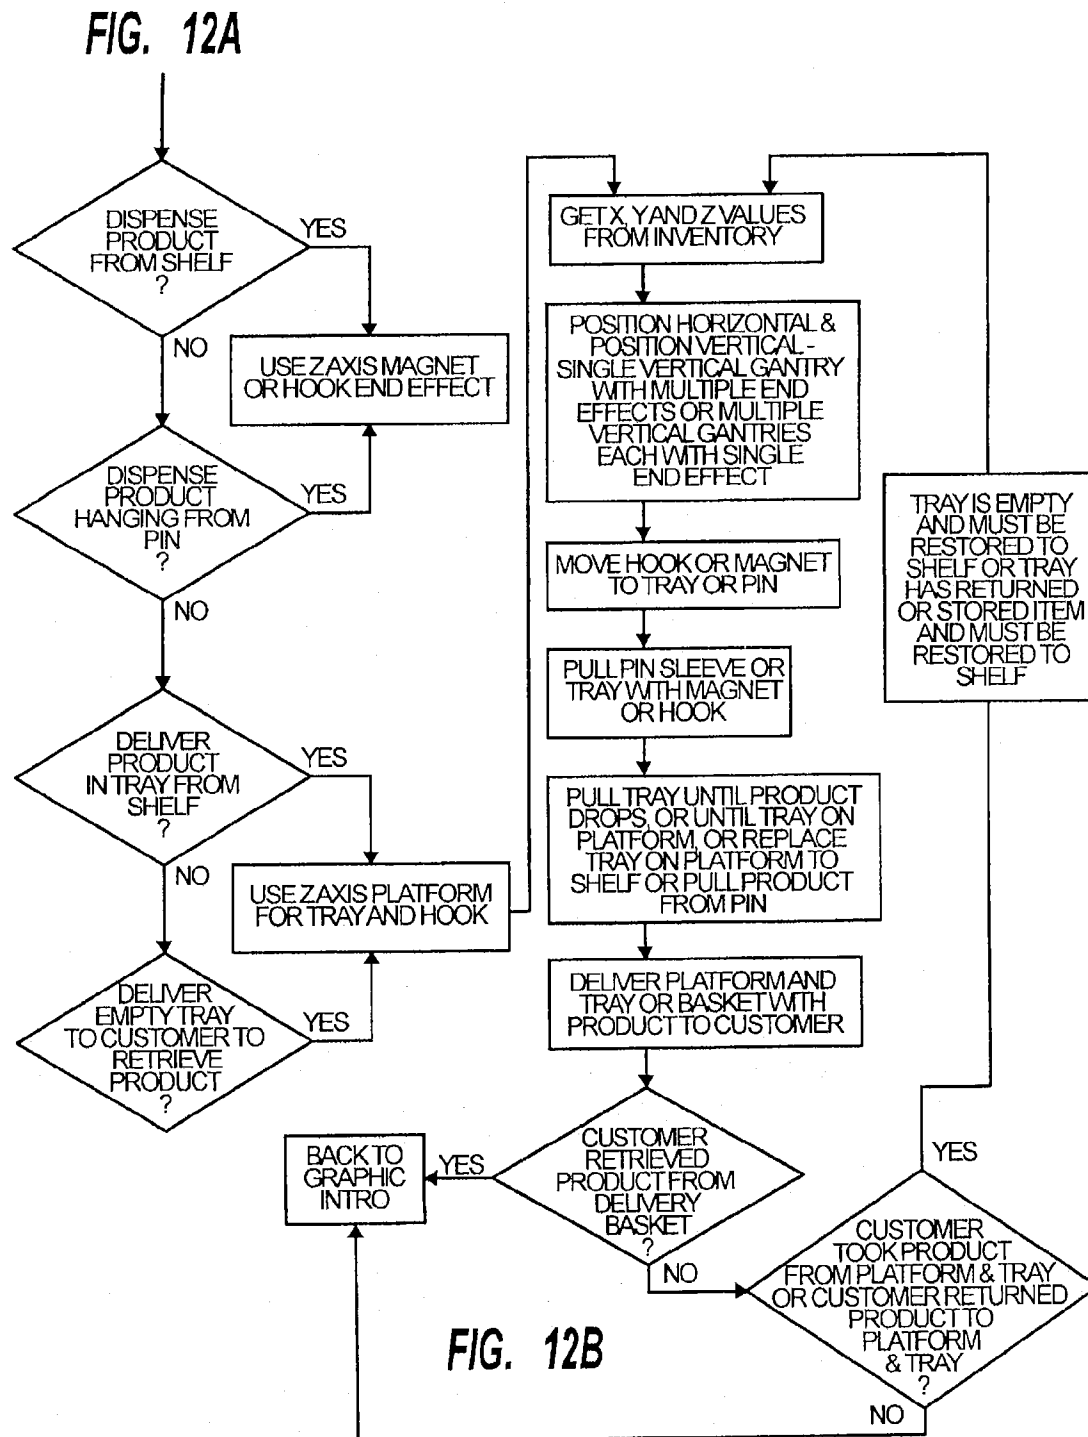 FIG. 12A
DISPENSE
PRODUCT
FROM SHELF
?
YES
NO
USE Z AXIS MAGNET
OR HOOK END EFFECT
DISPENSE
PRODUCT
HANGING FROM
PIN
?
YES
NO
DELIVER
PRODUCT
IN TRAY FROM
SHELF
?
YES
NO
USE Z AXIS PLATFORM
FOR TRAY AND HOOK
DELIVER
EMPTY TRAY
TO CUSTOMER TO
RETRIEVE
PRODUCT
?
YES
GET X, Y AND Z VALUES
FROM INVENTORY
POSITION HORIZONTAL &
POSITION VERTICAL -
SINGLE VERTICAL GANTRY
WITH MULTIPLE END
EFFECTS OR MULTIPLE
VERTICAL GANTRIES
EACH WITH SINGLE
END EFFECT
MOVE HOOK OR MAGNET
TO TRAY OR PIN
PULL PIN SLEEVE OR
TRAY WITH MAGNET
OR HOOK
PULL TRAY UNTIL PRODUCT
DROPS, OR UNTIL TRAY ON
PLATFORM, OR REPLACE
TRAY ON PLATFORM TO
SHELF OR PULL PRODUCT
FROM PIN
DELIVER PLATFORM AND
TRAY OR BASKET WITH
PRODUCT TO CUSTOMER
CUSTOMER
RETRIEVED
PRODUCT FROM
DELIVERY
BASKET
?
YES
NO
BACK TO
GRAPHIC
INTRO
TRAY IS EMPTY
AND MUST BE
RESTORED TO
SHELF OR TRAY
HAS RETURNED
OR STORED ITEM
AND MUST BE
RESTORED TO
SHELF
YES
CUSTOMER
TOOK PRODUCT
FROM PLATFORM & TRAY
OR CUSTOMER RETURNED
PRODUCT TO
PLATFORM
& TRAY
?
NO
FIG. 12B